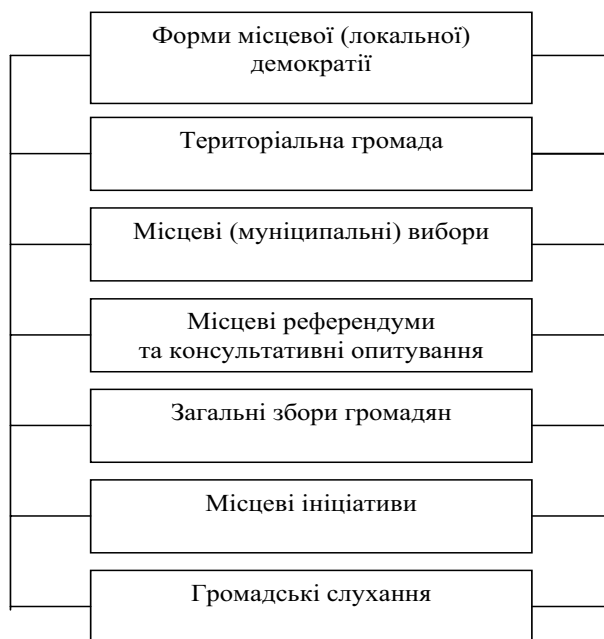 Форми місцевої (локальної)
демократії
Територіальна громада
Місцеві (муніципальні) вибори
Місцеві референдуми
та консультативні опитування
Загальні збори громадян
Місцеві ініціативи
Громадські слухання